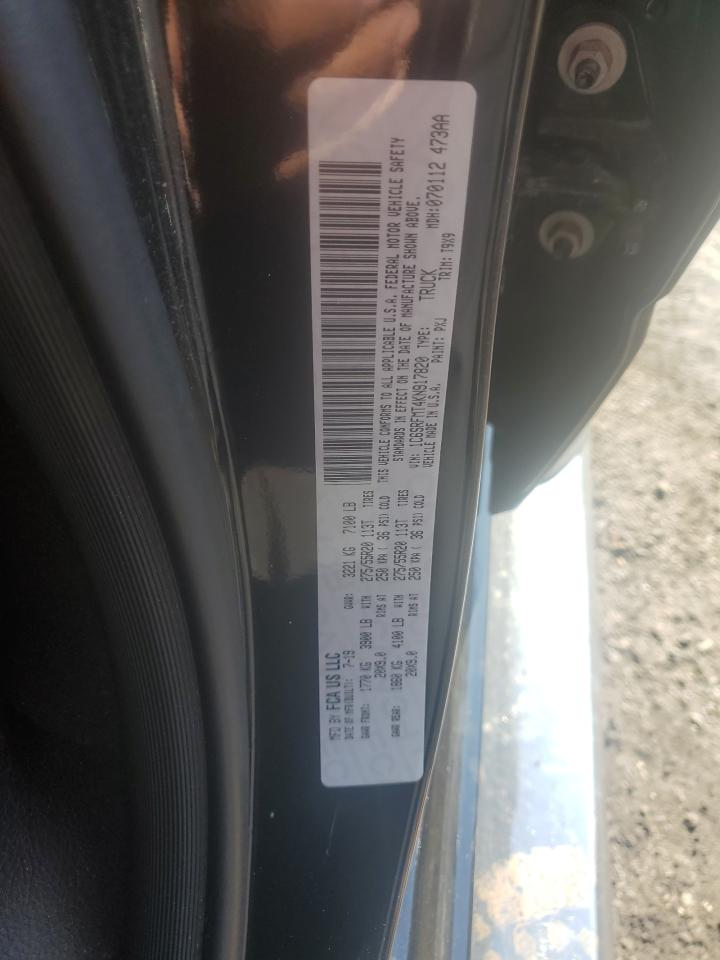 MFD BY: FCA US LLC
DATE OF MFR(BUILT): 7-19 GVWR: 3221 KG 7100 LB
GAWR FRONT: 1770 KG 3900 LB WITH 275/55R20 113T TIRES
20X9.0 RIMS AT 250 KPA ( 36 PSI) COLD
GAWR REAR: 1860 KG 4100 LB WITH 275/55R20 113T TIRES
20X9.0 RIMS AT 250 KPA ( 36 PSI) COLD
THIS VEHICLE CONFORMS TO ALL APPLICABLE U.S.A. FEDERAL MOTOR VEHICLE SAFETY
STANDARDS IN EFFECT ON THE DATE OF MANUFACTURE SHOWN ABOVE.
VIN: 1C6SRFMT4KN917820 TYPE: TRUCK MDH:070112 473AA
VEHICLE MADE IN U.S.A. PAINT: PXJ TRIM: T9X9